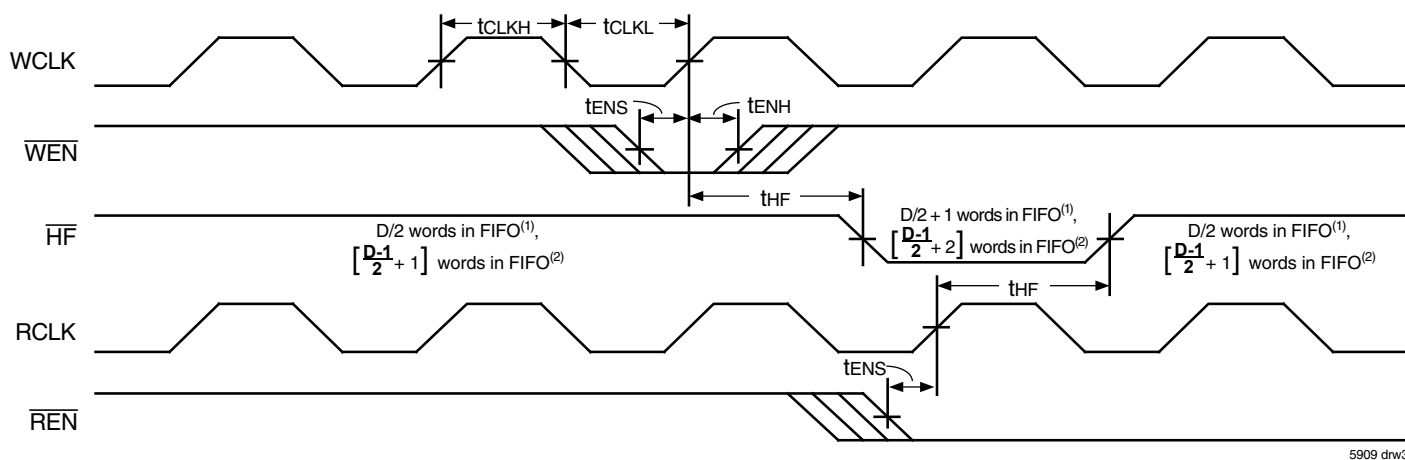 tCLKH
tCLKL
WCLK
tENS
tENH
WEN
tHF
HF
D/2 words in FIFO(1),
[D-1/2 + 1] words in FIFO(2)
D/2 + 1 words in FIFO(1),
[D-1/2 + 2] words in FIFO(2)
D/2 words in FIFO(1),
[D-1/2 + 1] words in FIFO(2)
tHF
RCLK
tENS
REN